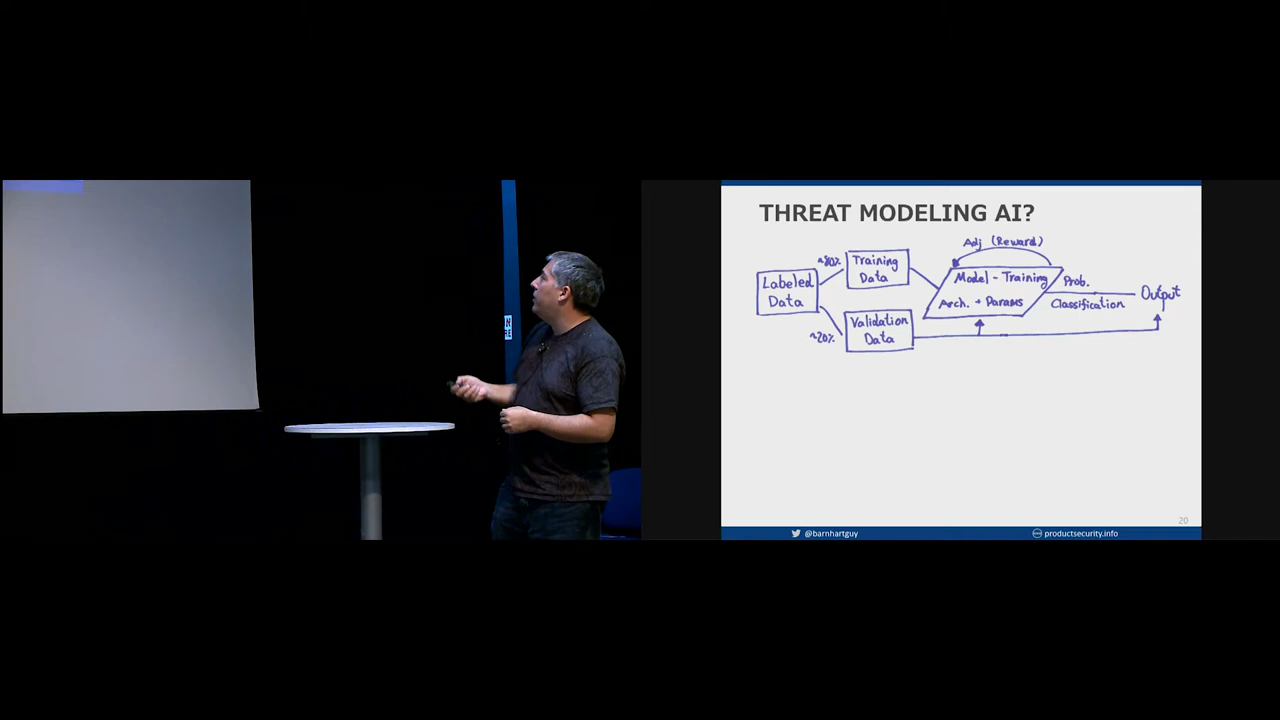 THREAT MODELING AI?
Adj (Reward)
~80%
Training
Data
Labeled
Data
Model - Training
Arch. + Params
Prob.
Classification
Output
Validation
Data
~20%
20
@barnhartguy
productsecurity.info